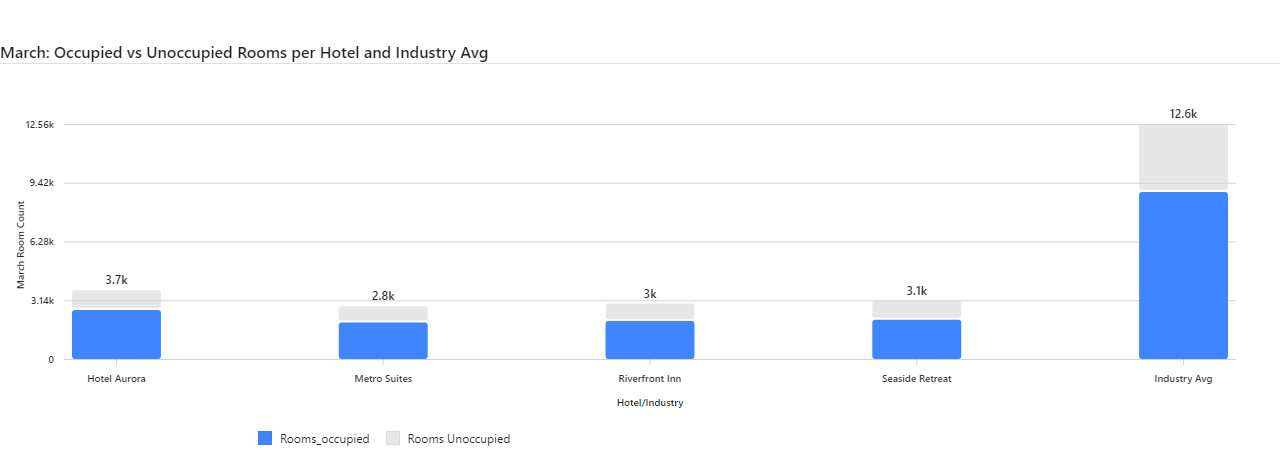 March: Occupied vs Unoccupied Rooms per Hotel and Industry Avg
12.6k
12.56k
9.42k
6.28k
3.14k
0
March Room Count
3.7k
2.8k
3k
3.1k
Hotel Aurora
Metro Suites
Riverfront Inn
Seaside Retreat
Industry Avg
Hotel/Industry
Rooms_occupied
Rooms Unoccupied